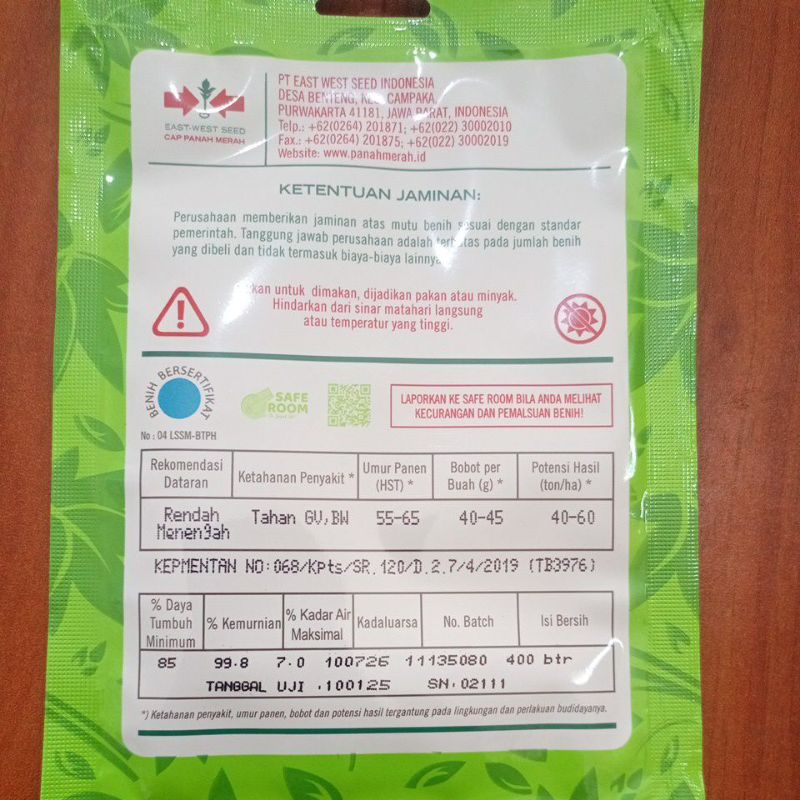 EAST-WEST SEED
CAP PANAH MERAH
PT EAST WEST SEED INDONESIA
DESA BENTENG, KEC. CAMPAKA
PURWAKARTA 41181, JAWA BARAT, INDONESIA
Telp.: +62(0264) 201871; +62(022) 30002010
Fax.: +62(0264) 201875; +62(022) 30002019
Website: www.panahmerah.id
KETENTUAN JAMINAN:
Perusahaan memberikan jaminan atas mutu benih sesuai dengan standar
pemerintah. Tanggung jawab perusahaan adalah terbatas pada jumlah benih
yang dibeli dan tidak termasuk biaya-biaya lainnya
untuk dimakan, dijadikan pakan atau minyak.
Hindarkan dari sinar matahari langsung
atau temperatur yang tinggi.
BENIH BERSERTIFIKAT
No : 04 LSSM-BTPH
SAFE
ROOM
LAPORKAN KE SAFE ROOM BILA ANDA MELIHAT
KECURANGAN DAN PEMALSUAN BENIH!
Rekomendasi Dataran Ketahanan Penyakit * Umur Panen (HST) * Bobot per Buah (g) * Potensi Hasil (ton/ha) *
Rendah Menengah Tahan GV,BW 55-65 40-45 40-60
KEPMENTAN NO:068/Kpts/SR.120/D.2.7/4/2019 (TB3976)
% Daya Tumbuh Minimum % Kemurnian % Kadar Air Maksimal Kadaluarsa No. Batch Isi Bersih
85 99.8 7.0 100726 11135080 400 btr
TANGGAL UJI .100125 SN.02111
*) Ketahanan penyakit, umur panen, bobot dan potensi hasil tergantung pada lingkungan dan perlakuan budidayanya.